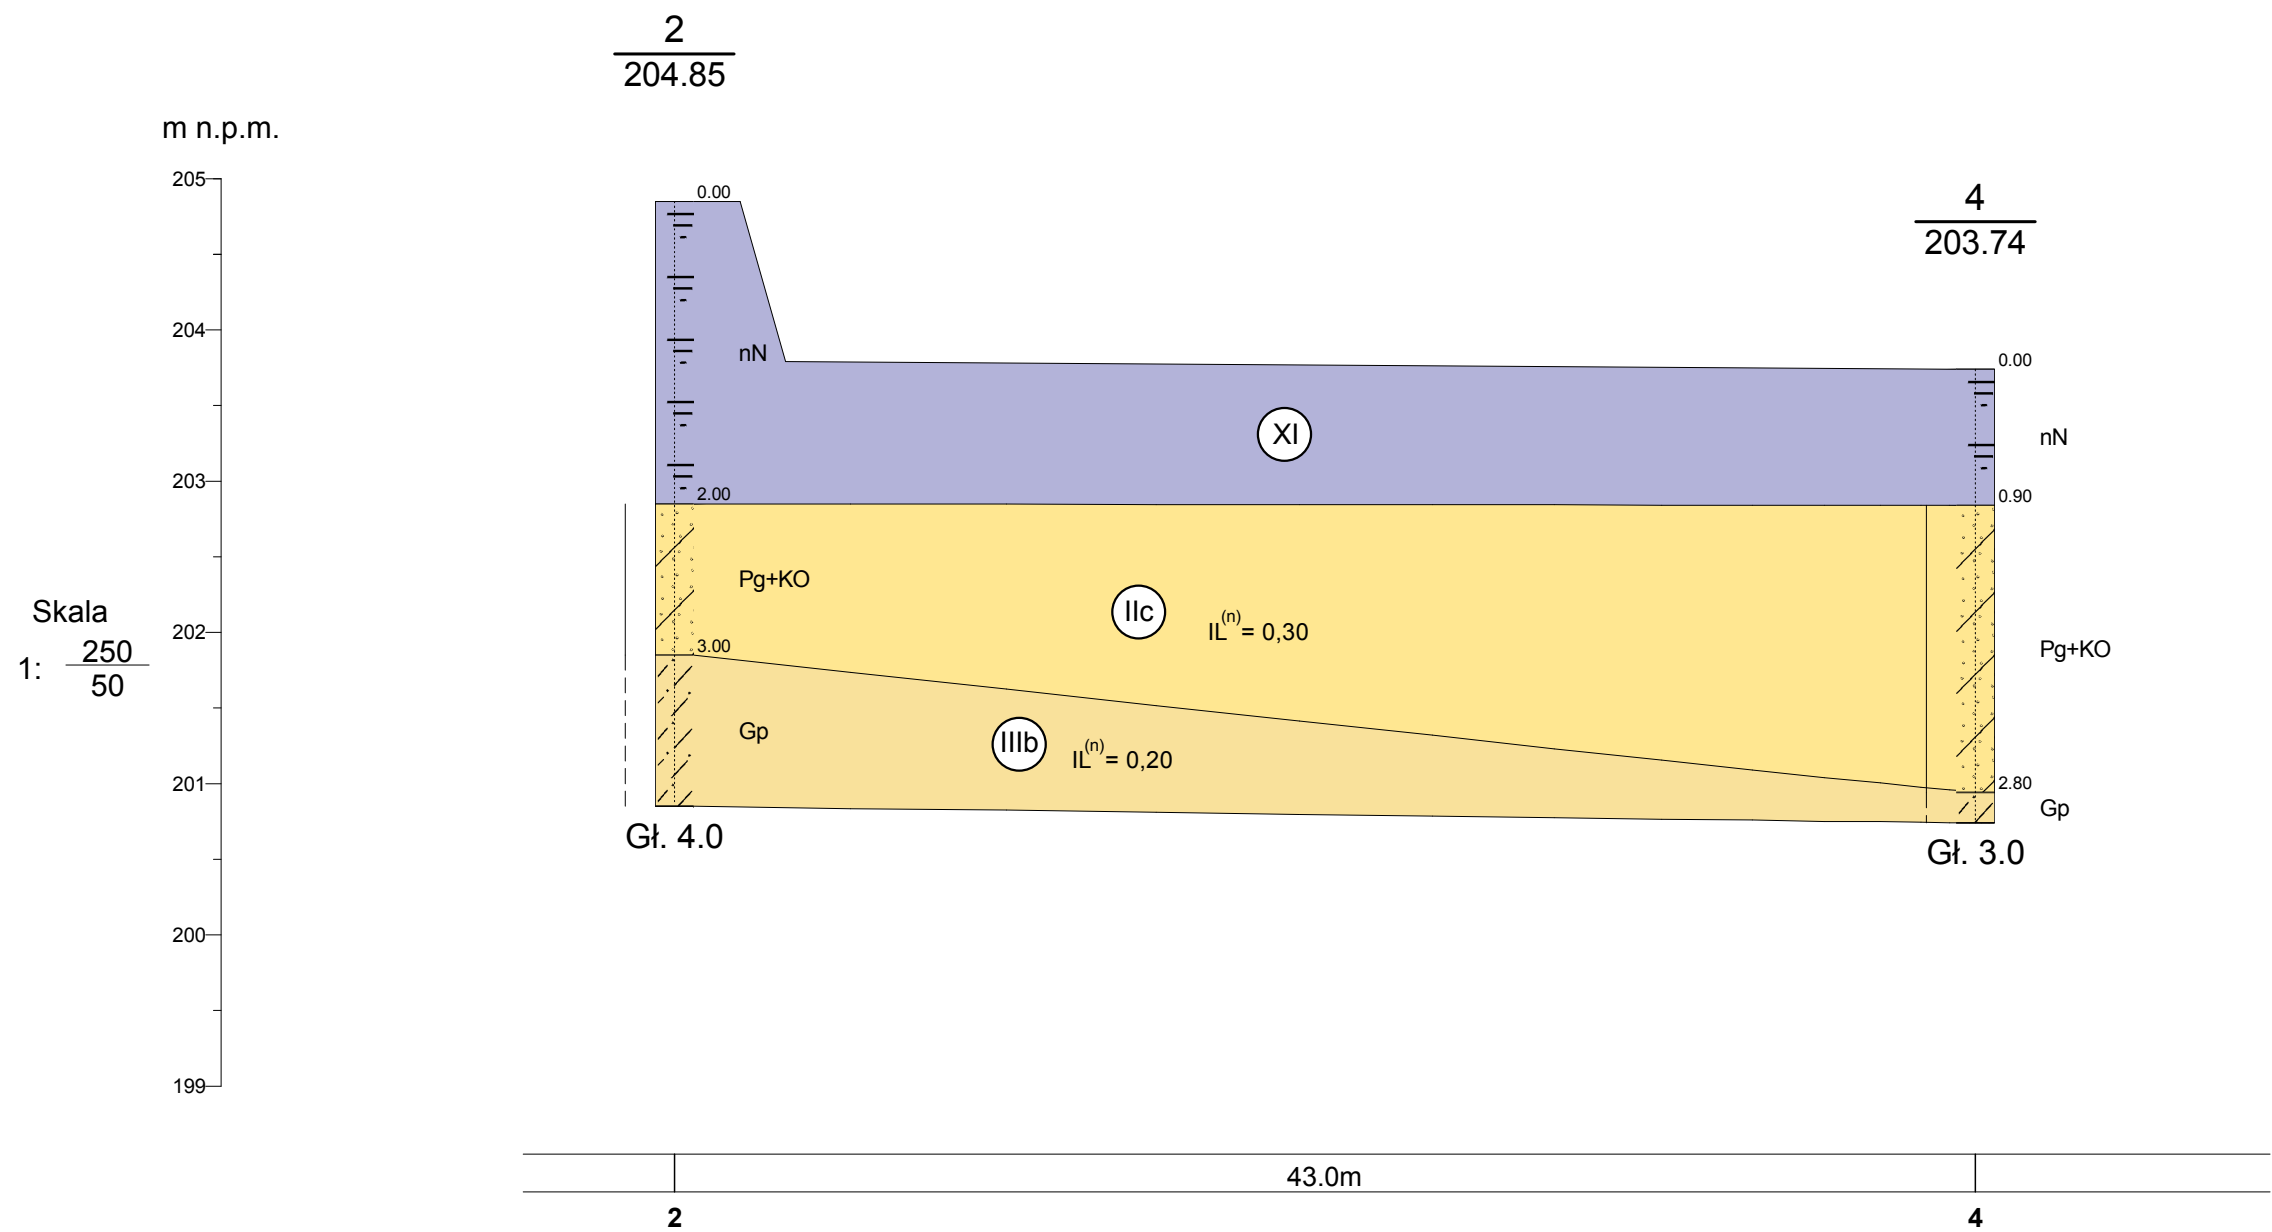 2
204.85
m n.p.m.
205
0.00
4
203.74
204
nN
0.00
XI
nN
203
2.00
0.90
Pg+KO
IIc
IL(n)= 0,30
Skala
1: 250
50
202
3.00
Pg+KO
Gp
IIIb
IL(n)= 0,20
201
2.80
Gp
Gł. 4.0
Gł. 3.0
200
199
43.0m
2
4